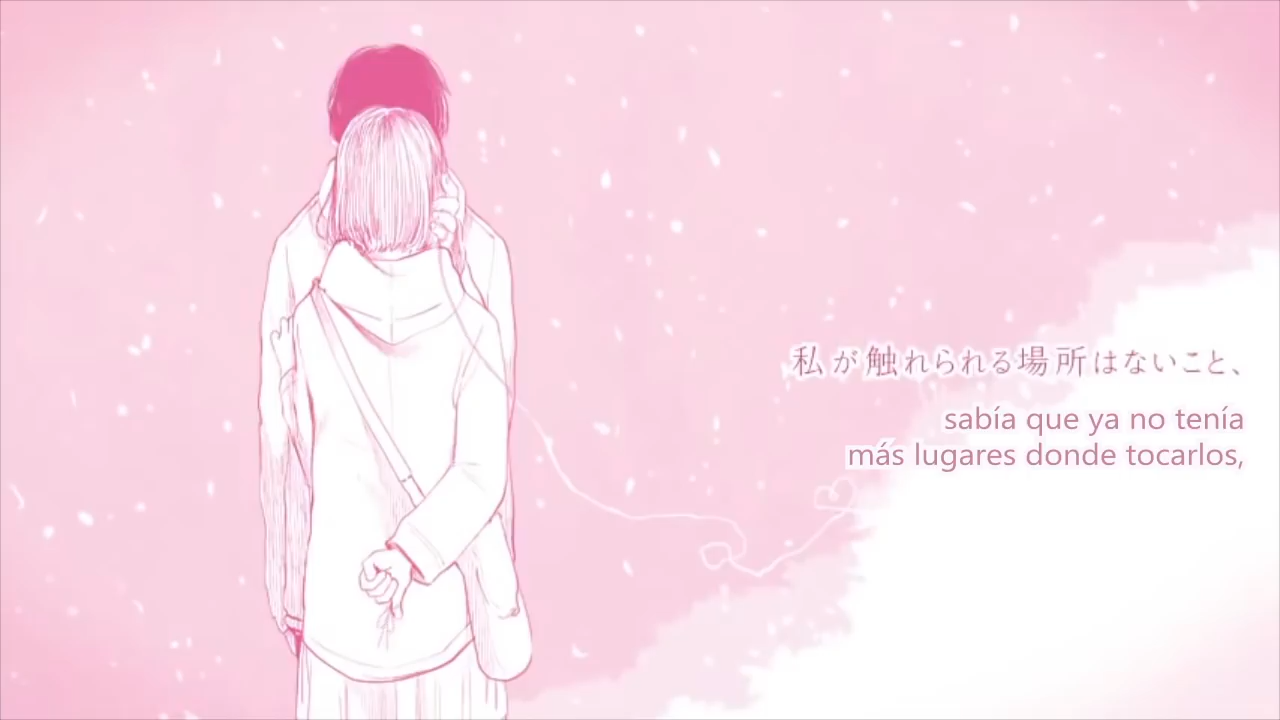 私が触れられる場所はないこと、
sabía que ya no tenía
más lugares donde tocarlos,